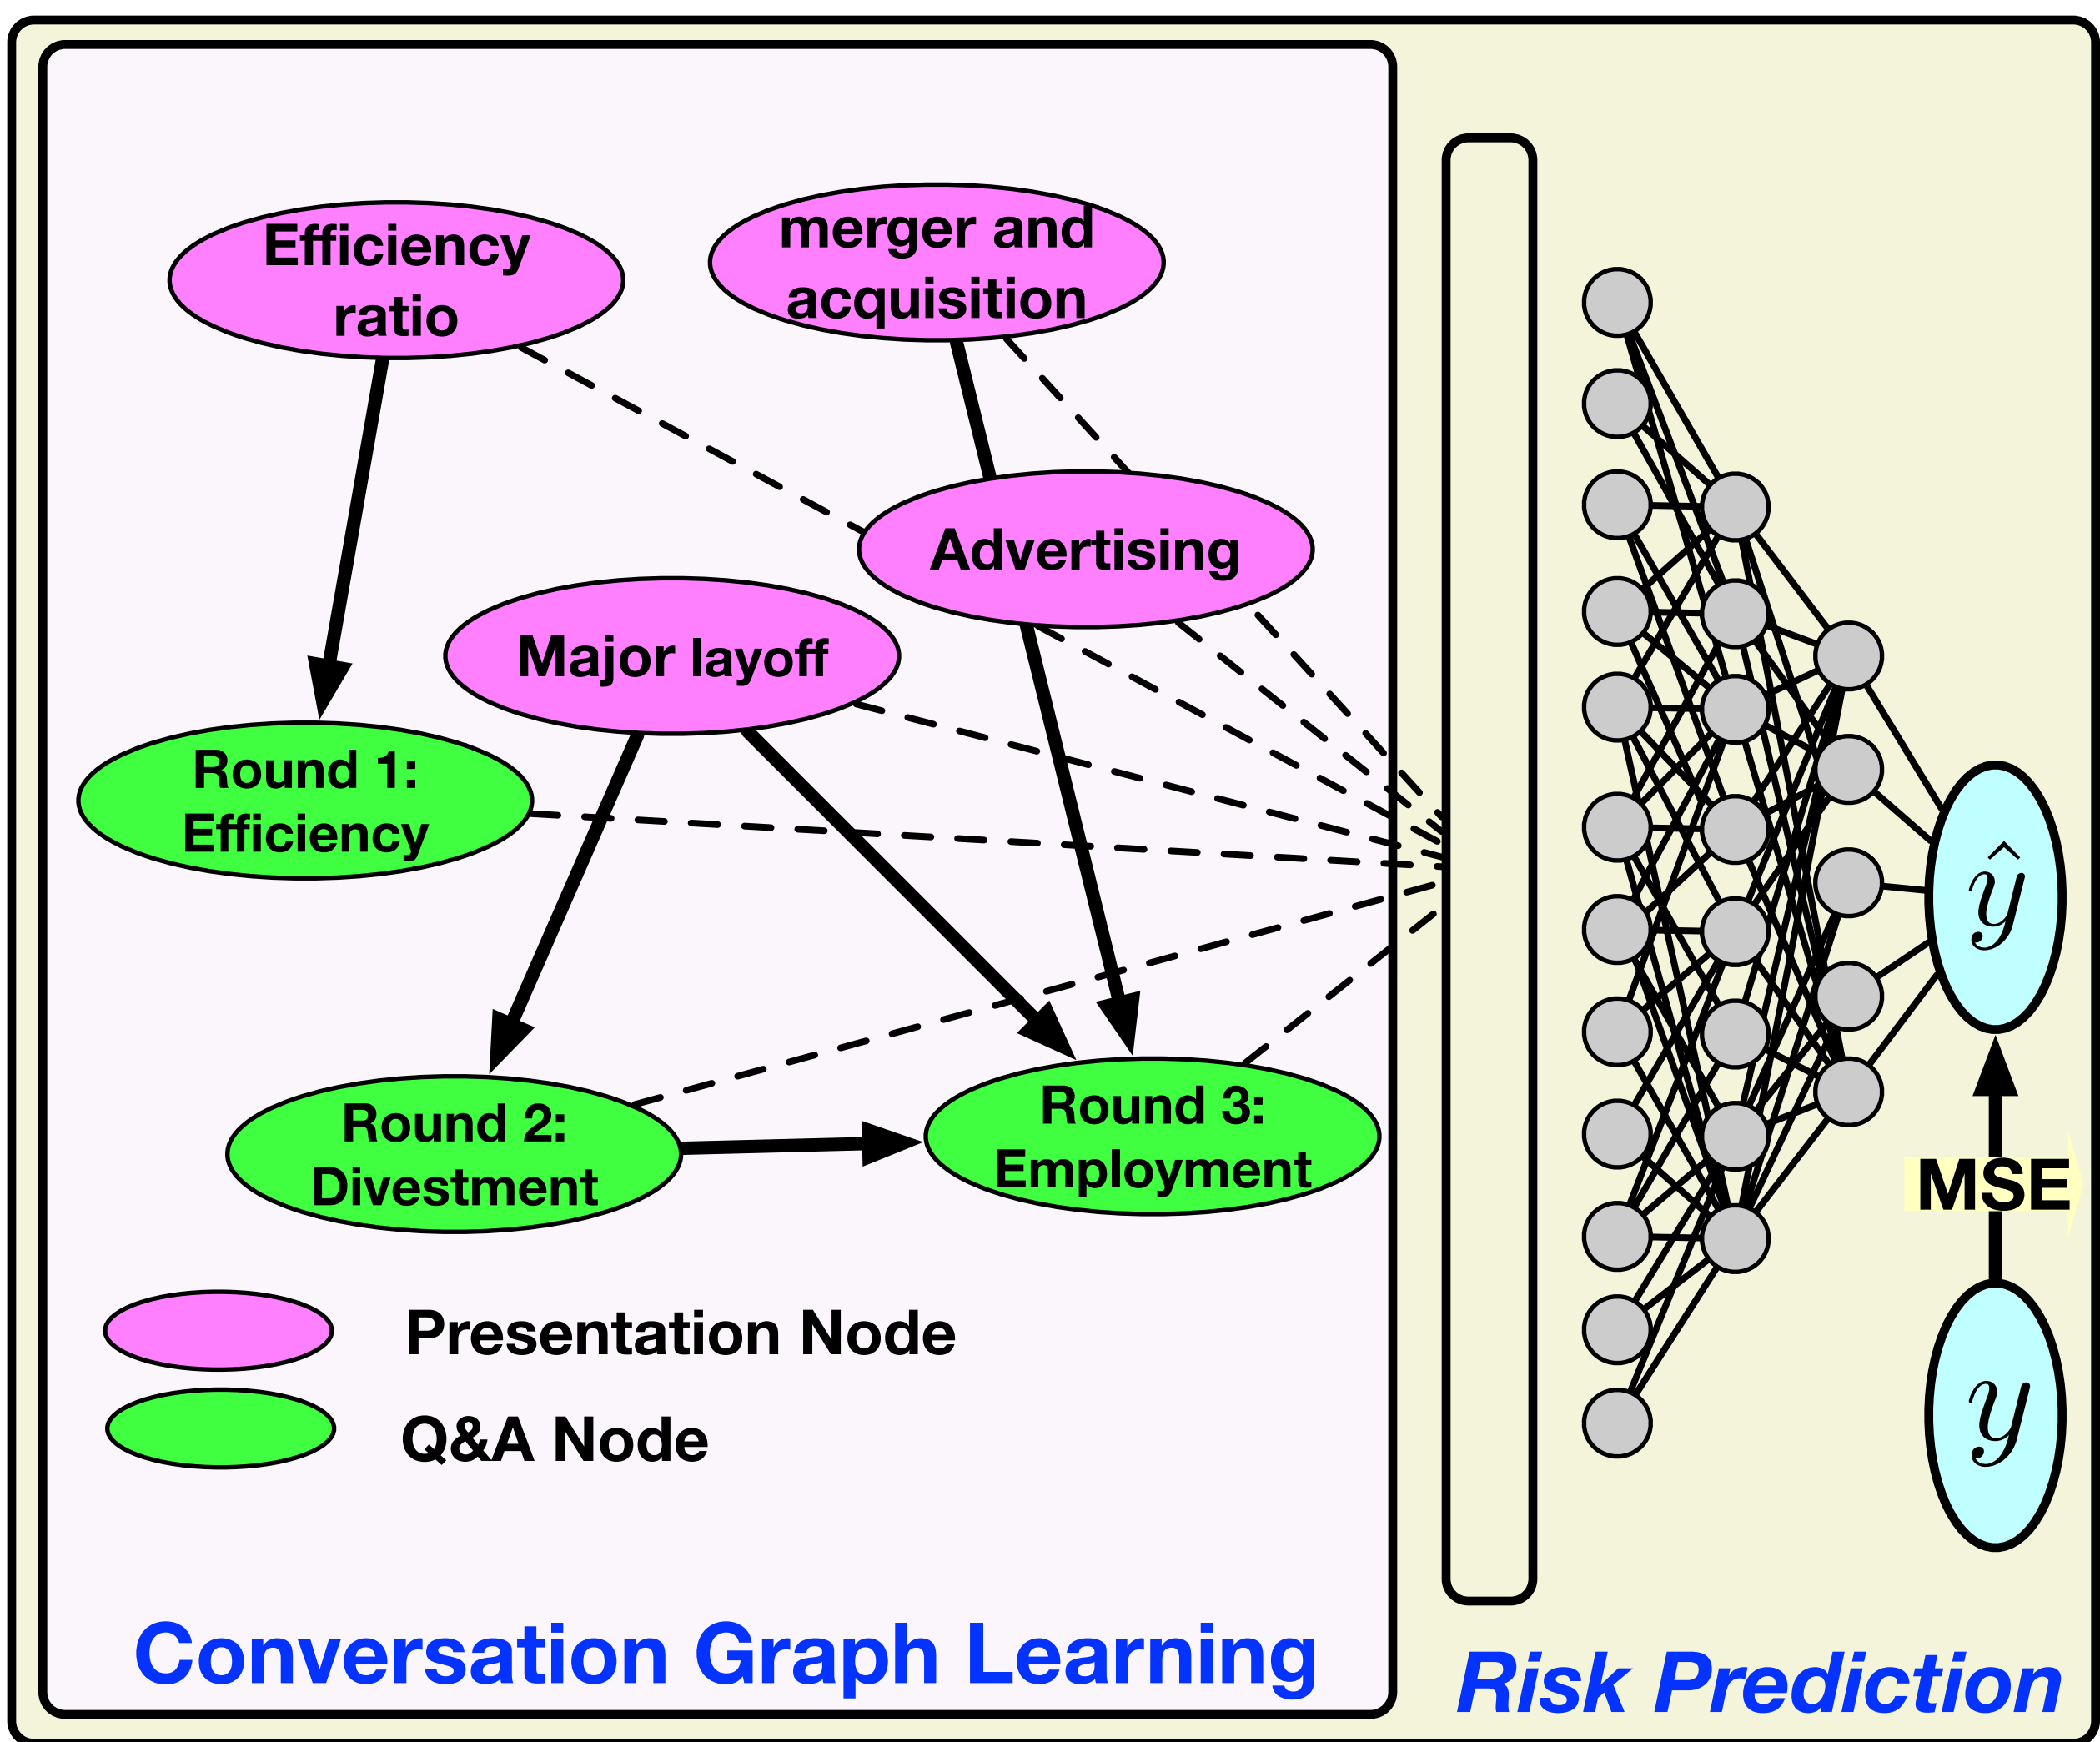 Efficiency
ratio
merger and
acquisition
Advertising
Major layoff
Round 1:
Efficiency
Round 2:
Divestment
Round 3:
Employment
Presentation Node
Q&A Node
Conversation Graph Learning
ŷ
MSE
y
Risk Prediction